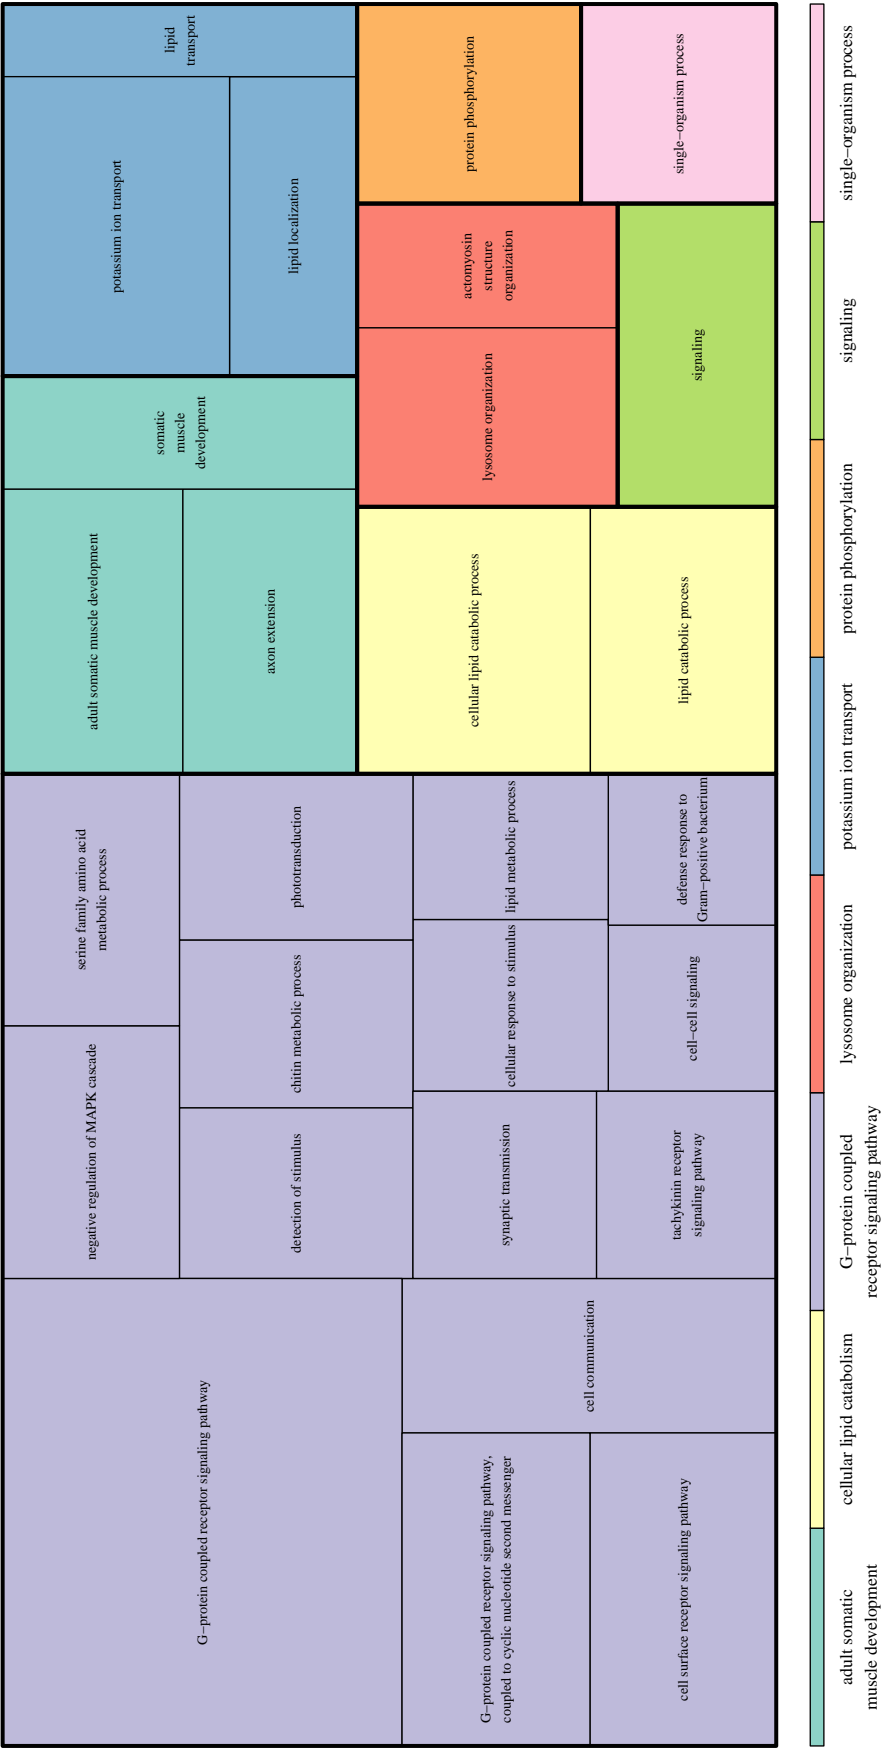 G−protein coupled receptor signaling pathway
G−protein coupled receptor signaling pathway,
coupled to cyclic nucleotide second messenger
cell surface receptor signaling pathway
cell communication
negative regulation of MAPK cascade
serine family amino acid
metabolic process
detection of stimulus
chitin metabolic process
phototransduction
synaptic transmission
tachykinin receptor
signaling pathway
cellular response to stimulus
lipid metabolic process
cell−cell signaling
defense response to
Gram−positive bacterium
adult somatic muscle development
axon extension
somatic
muscle
development
potassium ion transport
lipid localization
lipid
transport
cellular lipid catabolic process
lipid catabolic process
lysosome organization
actomyosin
structure
organization
signaling
protein phosphorylation
single−organism process
adult somatic
muscle development
cellular lipid catabolism
G−protein coupled
receptor signaling pathway
lysosome organization
potassium ion transport
protein phosphorylation
signaling
single−organism process